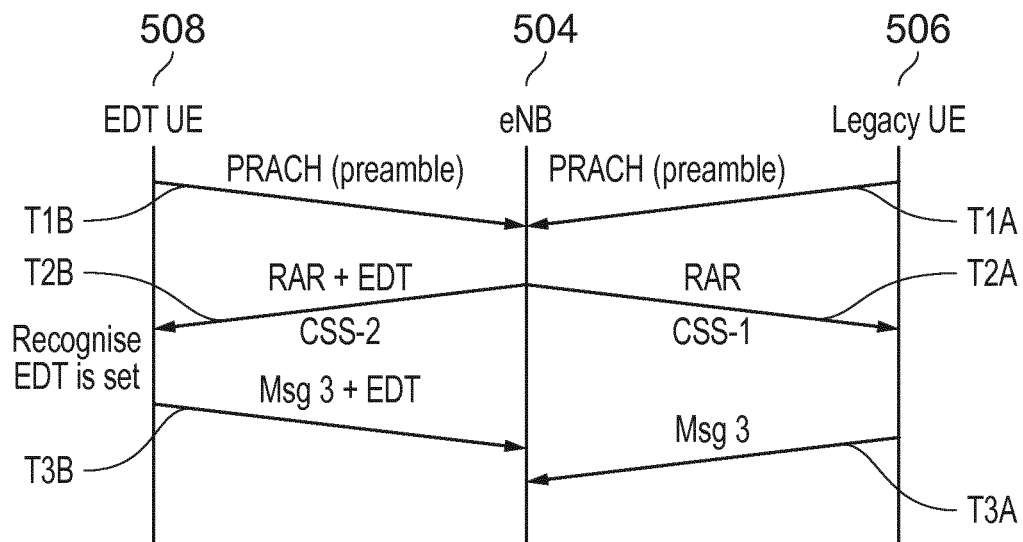 508
504
506
EDT UE
eNB
Legacy UE
PRACH (preamble)
PRACH (preamble)
T1B
T1A
T2B
RAR + EDT
RAR
T2A
CSS-2
CSS-1
Recognise
EDT is set
Msg 3 + EDT
Msg 3
T3B
T3A